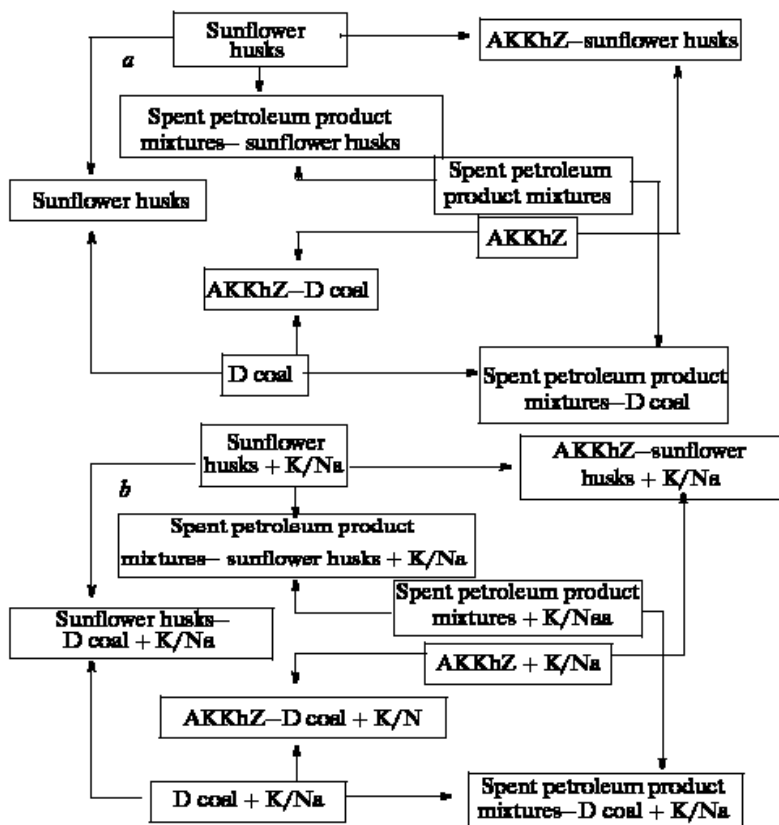 Sunflower
husks
AKKhZ–sunflower husks
a
Spent petroleum product
mixtures– sunflower husks
Spent petroleum
product mixtures
Sunflower husks
AKKhZ
AKKhZ–D coal
D coal
Spent petroleum product
mixtures–D coal
Sunflower
husks + K/Na
AKKhZ–sunflower
husks + K/Na
b
Spent petroleum product
mixtures– sunflower husks + K/Na
Spent petroleum product
mixtures + K/Naa
Sunflower husks–
D coal + K/Na
AKKhZ + K/Na
AKKhZ–D coal + K/N
D coal + K/Na
Spent petroleum product
mixtures–D coal + K/Na